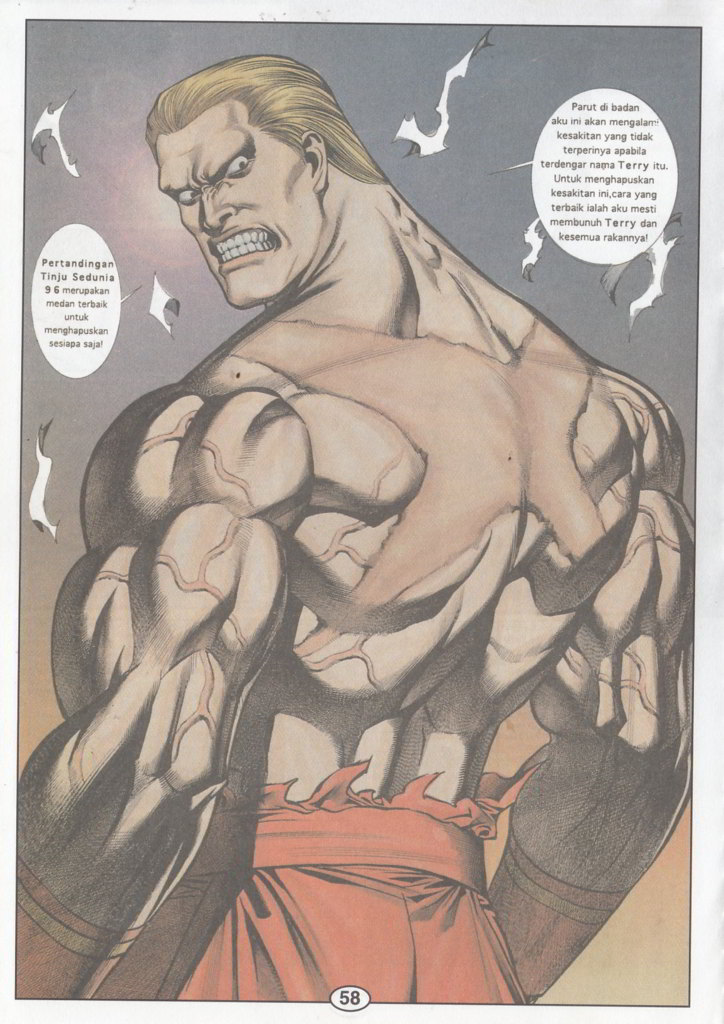 Parut di badan
aku ini akan mengalami
kesakitan yang tidak
terperinya apabila
terdengar nama Terry itu.
Untuk menghapuskan
kesakitan ini,cara yang
terbaik ialah aku mesti
membunuh Terry dan
kesemua rakannya!
Pertandingan
Tinju Sedunia
96 merupakan
medan terbaik
untuk
menghapuskan
sesiapa saja!
58